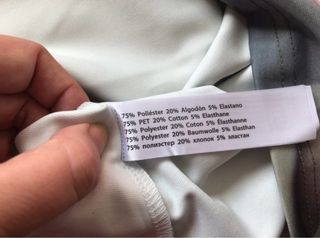 75% Poliéster 20% Algodón 5% Elastano
75% PET 20% Cotton 5% Elasthane
75% Polyester 20% Coton 5% Élasthanne
75% Polyester 20% Baumwolle 5% Elasthan
75% полиэстер 20% хлопок 5% эластан